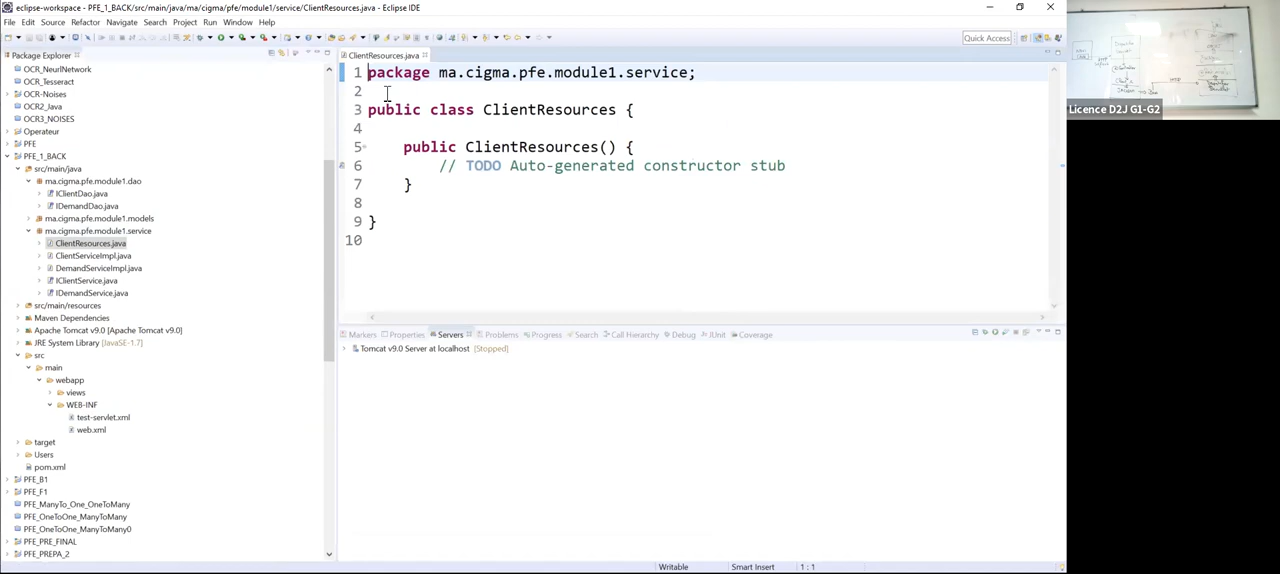 eclipse-workspace - PFE_1_BACK/src/main/java/ma/cigma/pfe/module1/service/ClientResources.java - Eclipse IDE
File Edit Source Refactor Navigate Search Project Run Window Help
Quick Access
Package Explorer
OCR_NeurlNetwork
OCR_Tesseract
OCR-Noises
OCR2_Java
OCR3_NOISES
Operateur
PFE
PFE_1_BACK
src/main/java
ma.cigma.pfe.module1.dao
IClientDao.java
IDemandDao.java
ma.cigma.pfe.module1.models
ma.cigma.pfe.module1.service
ClientResources.java
ClientServiceImpl.java
DemandServiceImpl.java
IClientService.java
IDemandService.java
src/main/resources
Maven Dependencies
Apache Tomcat v9.0 [Apache Tomcat v9.0]
JRE System Library [JavaSE-1.7]
src
main
webapp
views
WEB-INF
test-servlet.xml
web.xml
target
Users
pom.xml
PFE_B1
PFE_F1
PFE_ManyTo_One_OneToMany
PFE_OneToOne_ManyToMany
PFE_OneToOne_ManyToMany0
PFE_PRE_FINAL
PFE_PREPA_2
ClientResources.java
1 package ma.cigma.pfe.module1.service;
2
3 public class ClientResources {
4
5 public ClientResources() {
6 // TODO Auto-generated constructor stub
7 }
8
9 }
10
Markers Properties Servers Problems Progress Search Call Hierarchy Debug JUnit Coverage
Tomcat v9.0 Server at localhost [Stopped]
Writable Smart Insert 1 : 1
Licence D2J G1-G2